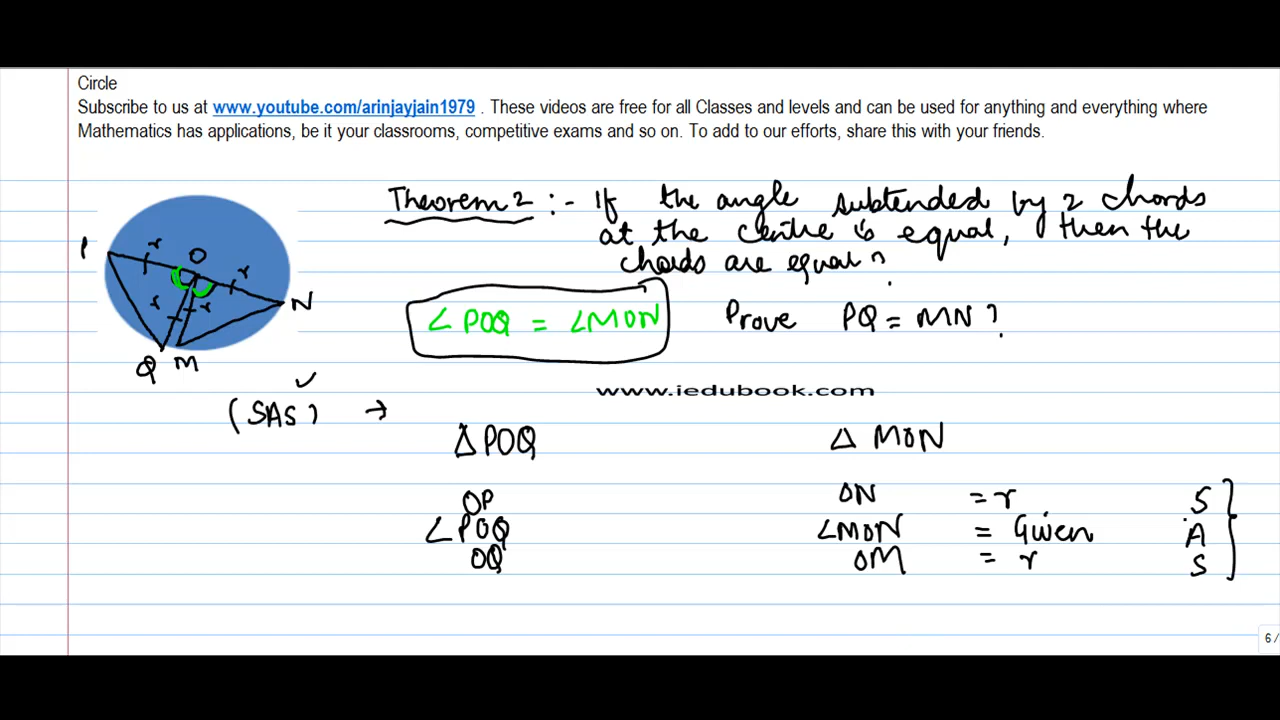 Circle
Subscribe to us at www.youtube.com/arinjayjain1979 . These videos are free for all Classes and levels and can be used for anything and everything where
Mathematics has applications, be it your classrooms, competitive exams and so on. To add to our efforts, share this with your friends.
Theorem 2 :- If the angle subtended by 2 chords
at the centre is equal, then the
chords are equal?
P r O r N
r r
Q M
∠POQ = ∠MON Prove PQ = MN?
www.iedubook.com
(SAS) →
Δ POQ Δ MON
OP ON = r S
∠POQ ∠MON = Given A
OQ OM = r S
6/